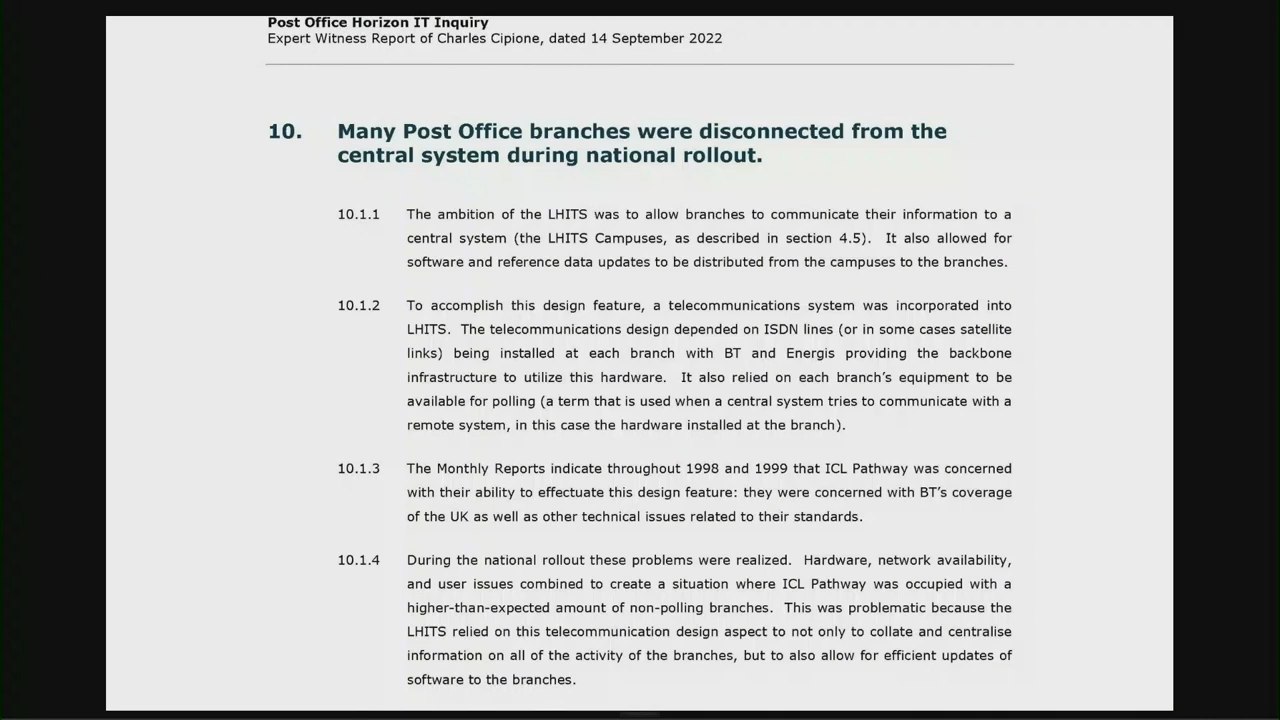 Post Office Horizon IT Inquiry
Expert Witness Report of Charles Cipione, dated 14 September 2022
10. Many Post Office branches were disconnected from the
central system during national rollout.
10.1.1 The ambition of the LHITS was to allow branches to communicate their information to a
central system (the LHITS Campuses, as described in section 4.5). It also allowed for
software and reference data updates to be distributed from the campuses to the branches.
10.1.2 To accomplish this design feature, a telecommunications system was incorporated into
LHITS. The telecommunications design depended on ISDN lines (or in some cases satellite
links) being installed at each branch with BT and Energis providing the backbone
infrastructure to utilize this hardware. It also relied on each branch's equipment to be
available for polling (a term that is used when a central system tries to communicate with a
remote system, in this case the hardware installed at the branch).
10.1.3 The Monthly Reports indicate throughout 1998 and 1999 that ICL Pathway was concerned
with their ability to effectuate this design feature: they were concerned with BT's coverage
of the UK as well as other technical issues related to their standards.
10.1.4 During the national rollout these problems were realized. Hardware, network availability,
and user issues combined to create a situation where ICL Pathway was occupied with a
higher-than-expected amount of non-polling branches. This was problematic because the
LHITS relied on this telecommunication design aspect to not only to collate and centralise
information on all of the activity of the branches, but to also allow for efficient updates of
software to the branches.